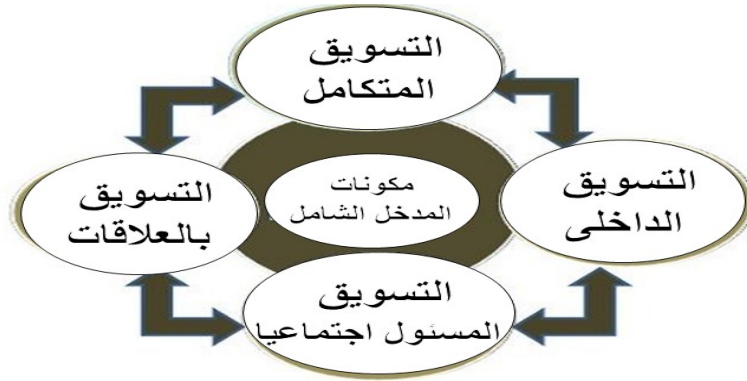 التسويق
المتكامل
التسويق
الداخلى
مكونات
المدخل الشامل
التسويق
بالعلاقات
التسويق
المسئول اجتماعيا